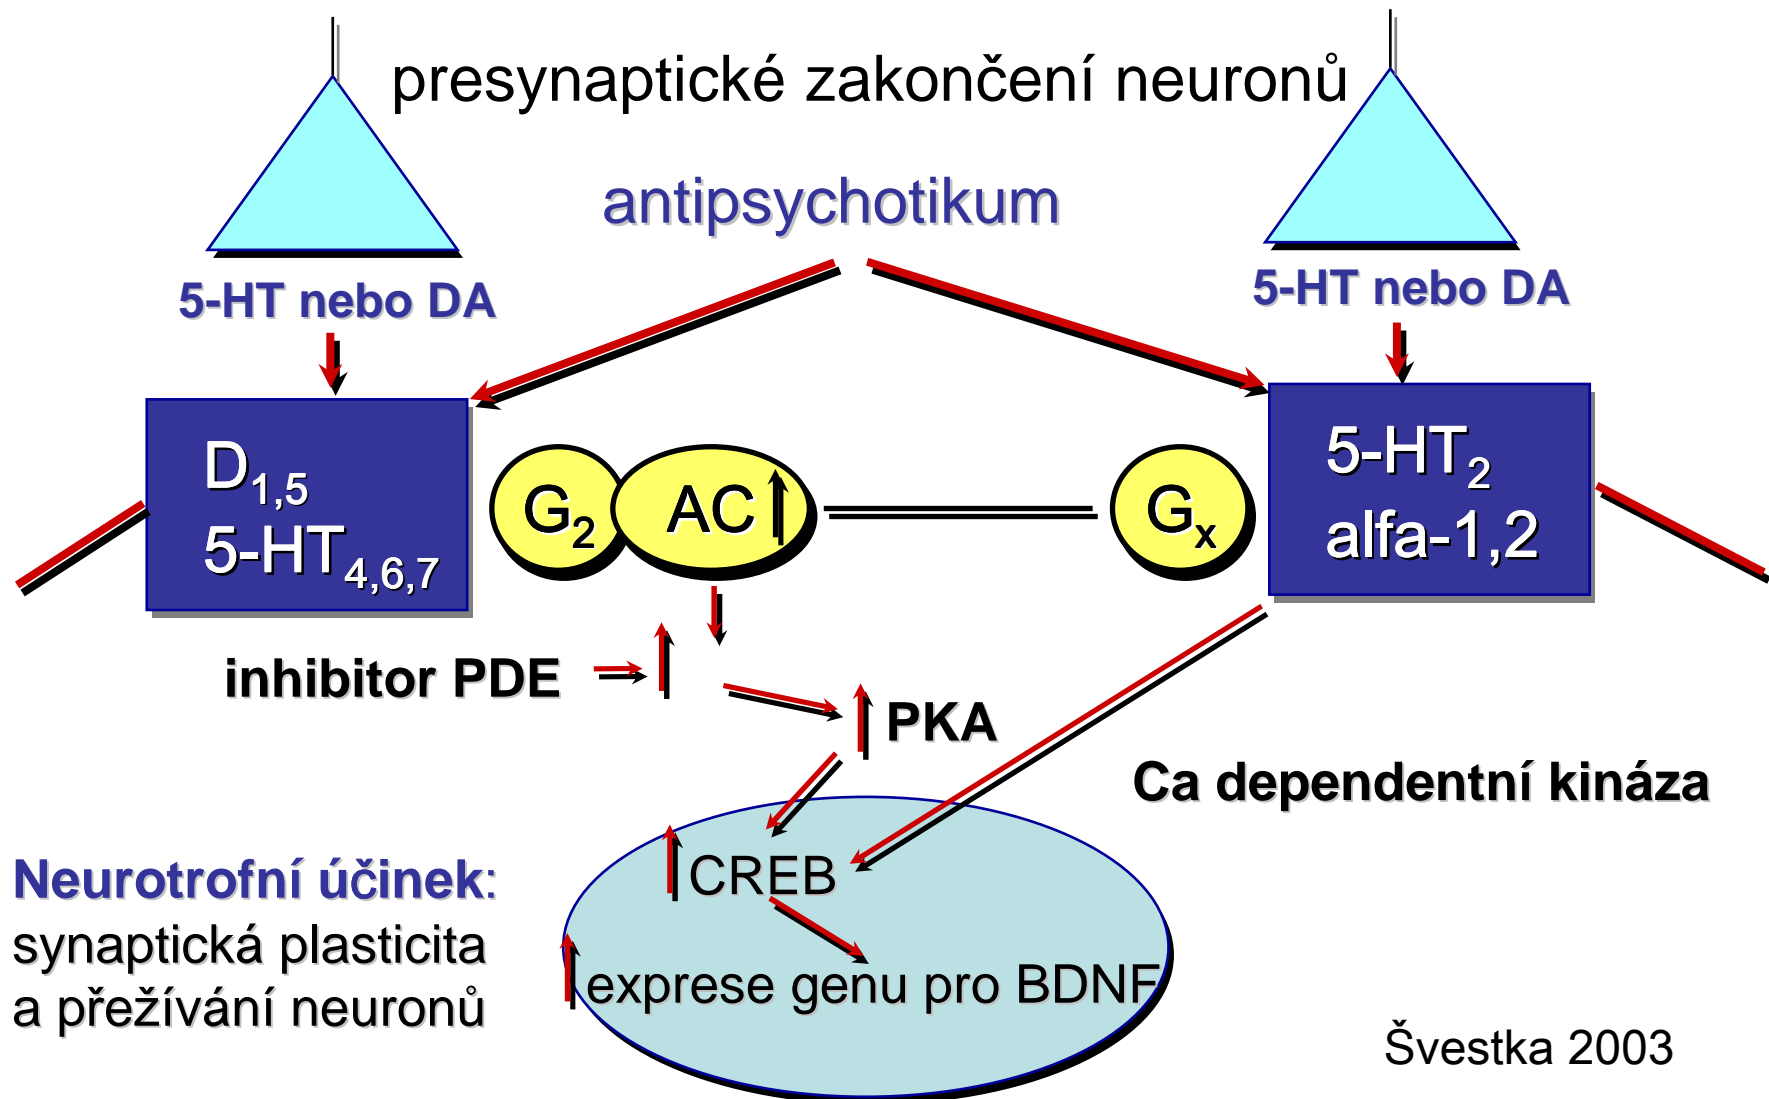 presynaptické zakončení neuronů
antipsychotikum
5-HT nebo DA
5-HT nebo DA
D1,5
5-HT4,6,7
G2
AC
Gx
5-HT2
alfa-1,2
inhibitor PDE
PKA
Ca dependentní kináza
CREB
exprese genu pro BDNF
Neurotrofní účinek:
synaptická plasticita
a přežívání neuronů
Švestka 2003